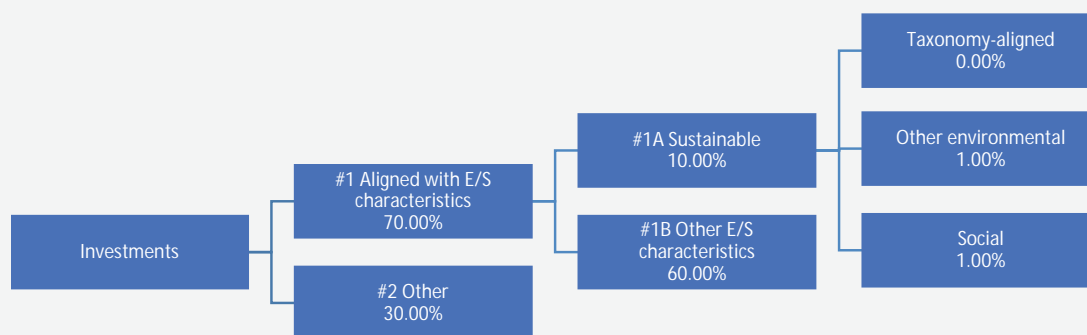 Investments
#1 Aligned with E/S
characteristics
70.00%
#2 Other
30.00%
#1A Sustainable
10.00%
#1B Other E/S
characteristics
60.00%
Taxonomy-aligned
0.00%
Other environmental
1.00%
Social
1.00%